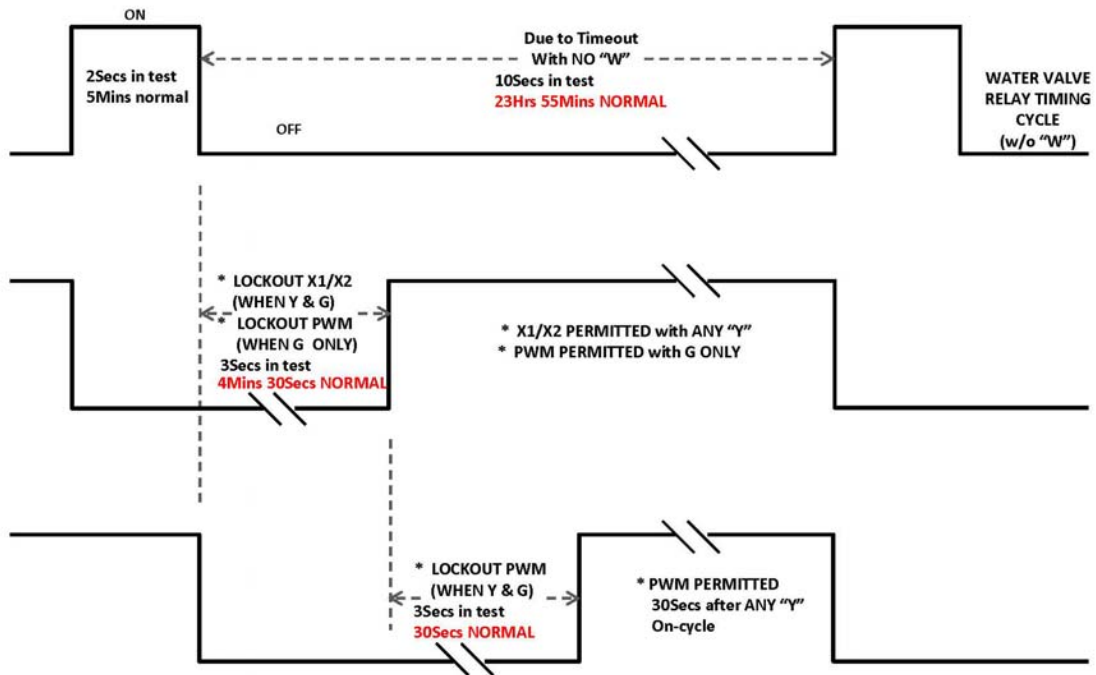 ON
2Secs in test
5Mins normal
OFF
Due to Timeout
With NO “W”
10Secs in test
23Hrs 55Mins NORMAL
WATER VALVE
RELAY TIMING
CYCLE
(w/o “W”)
* LOCKOUT X1/X2
(WHEN Y & G)
* LOCKOUT PWM
(WHEN G ONLY)
3Secs in test
4Mins 30Secs NORMAL
* X1/X2 PERMITTED with ANY “Y”
* PWM PERMITTED with G ONLY
* LOCKOUT PWM
(WHEN Y & G)
3Secs in test
30Secs NORMAL
* PWM PERMITTED
30Secs after ANY “Y”
On-cycle